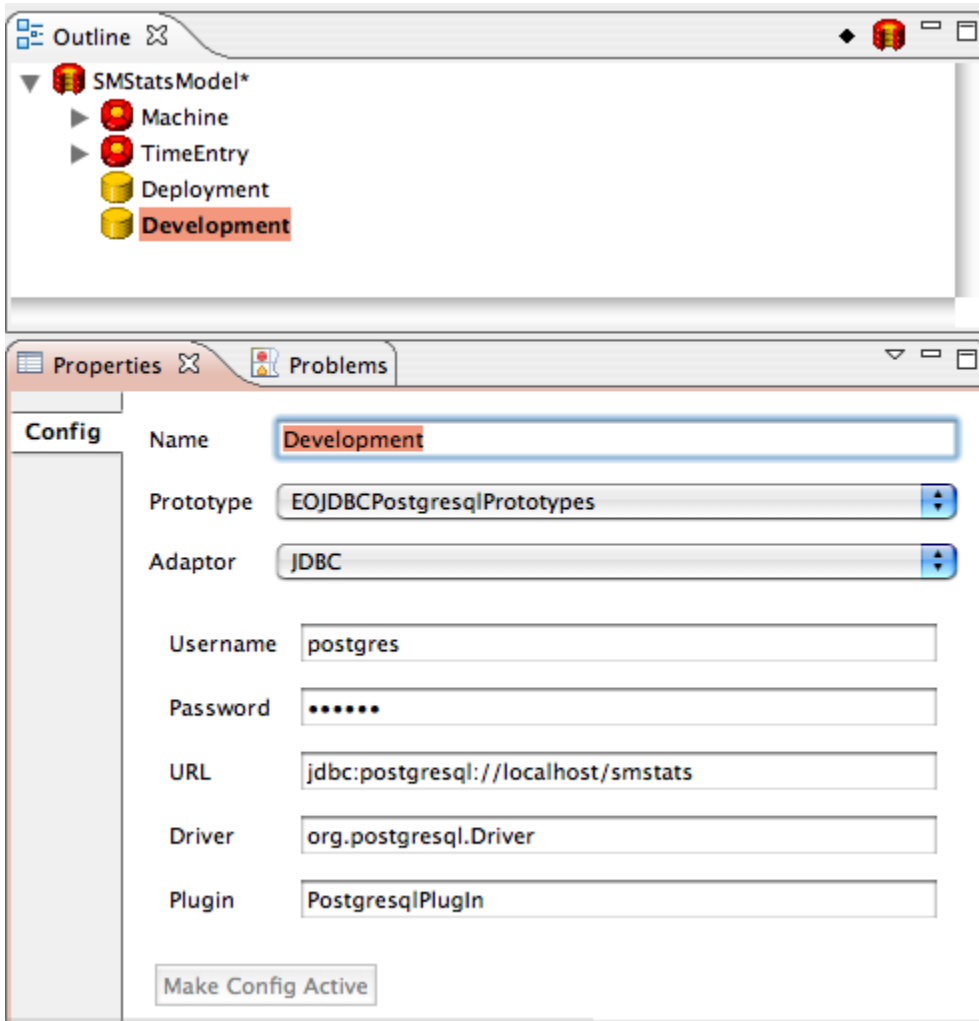 Outline
SMStatsModel*
Machine
TimeEntry
Deployment
Development
Properties Problems
Config
Name Development
Prototype EOJDBCPostgresqlPrototypes
Adaptor JDBC
Username postgres
Password ••••••
URL jdbc:postgresql://localhost/smstats
Driver org.postgresql.Driver
Plugin PostgresqlPlugIn
Make Config Active